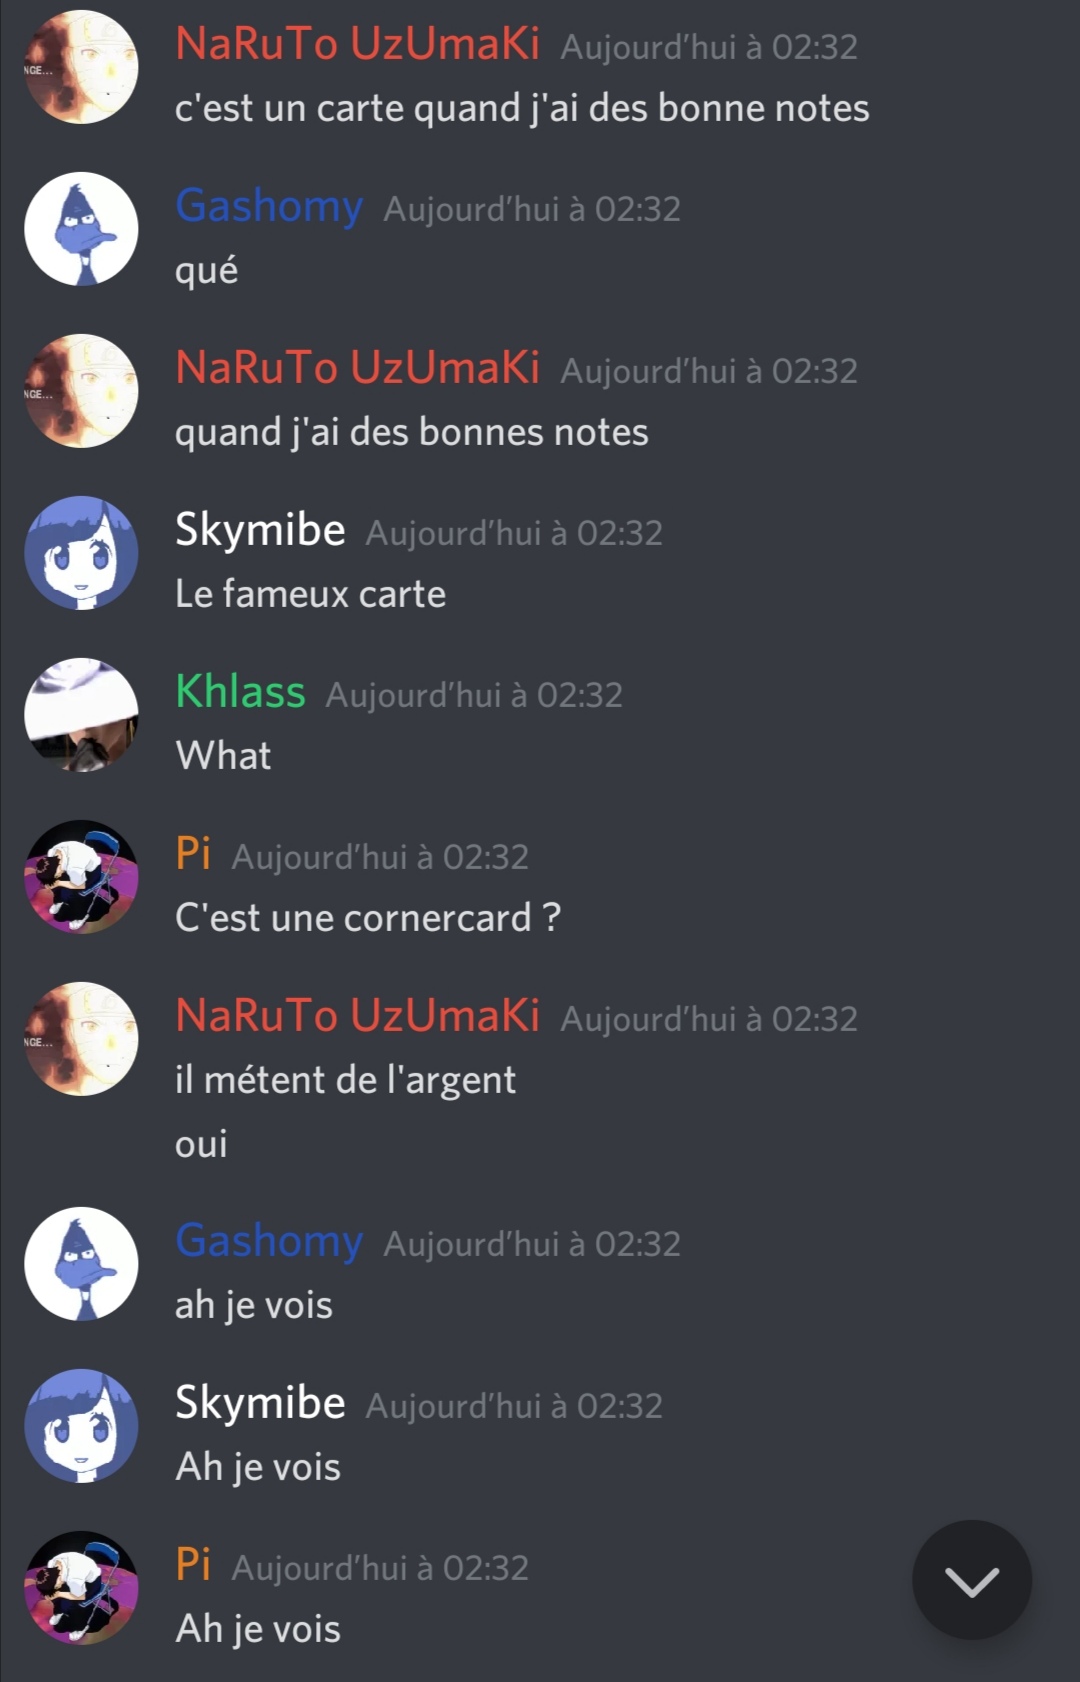 NaRuTo UzUmaKi Aujourd’hui à 02:32
NGE...
c'est un carte quand j'ai des bonne notes
Gashomy Aujourd’hui à 02:32
qué
NaRuTo UzUmaKi Aujourd’hui à 02:32
NGE...
quand j'ai des bonnes notes
Skymibe Aujourd’hui à 02:32
Le fameux carte
Khlass Aujourd’hui à 02:32
What
Pi Aujourd’hui à 02:32
C'est une cornercard ?
NaRuTo UzUmaKi Aujourd’hui à 02:32
NGE...
il métent de l'argent
oui
Gashomy Aujourd’hui à 02:32
ah je vois
Skymibe Aujourd’hui à 02:32
Ah je vois
Pi Aujourd’hui à 02:32
Ah je vois